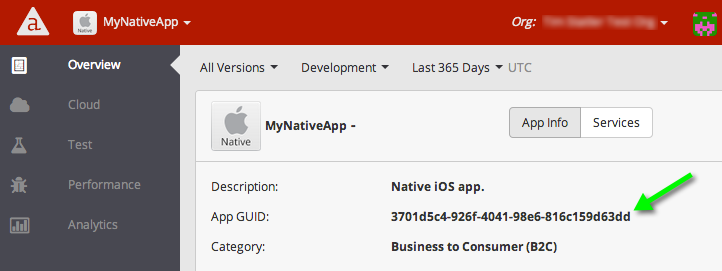 a
Native
MyNativeApp
Org:
Overview
Cloud
Test
Performance
Analytics
All Versions
Development
Last 365 Days
UTC
Native
MyNativeApp -
App Info
Services
Description:
Native iOS app.
App GUID:
3701d5c4-926f-4041-98e6-816c159d63dd
Category:
Business to Consumer (B2C)